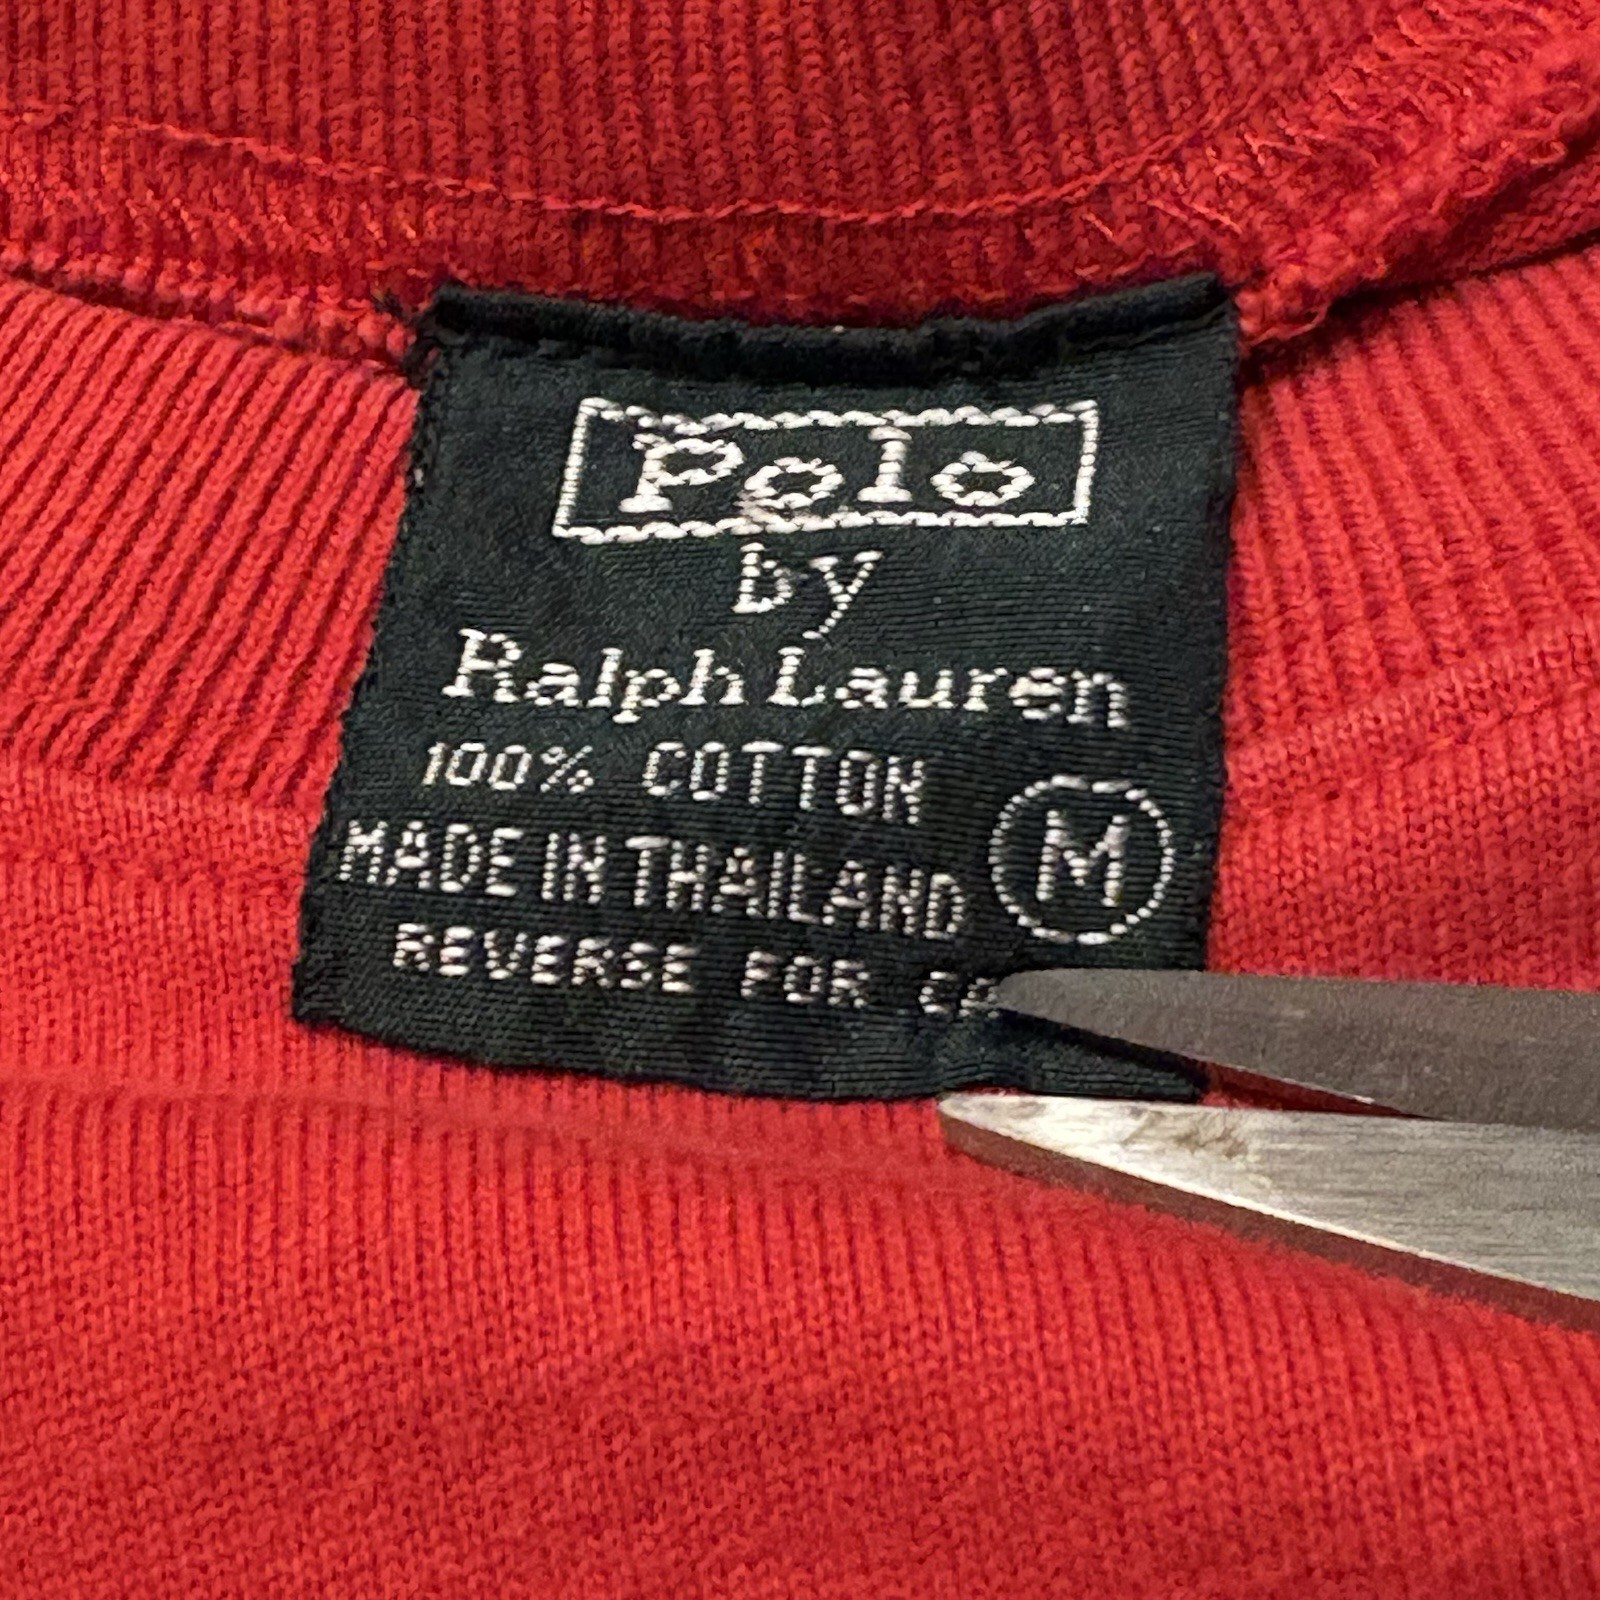 Polo
by
Ralph Lauren
100% COTTON
MADE IN THAILAND
M
REVERSE FOR